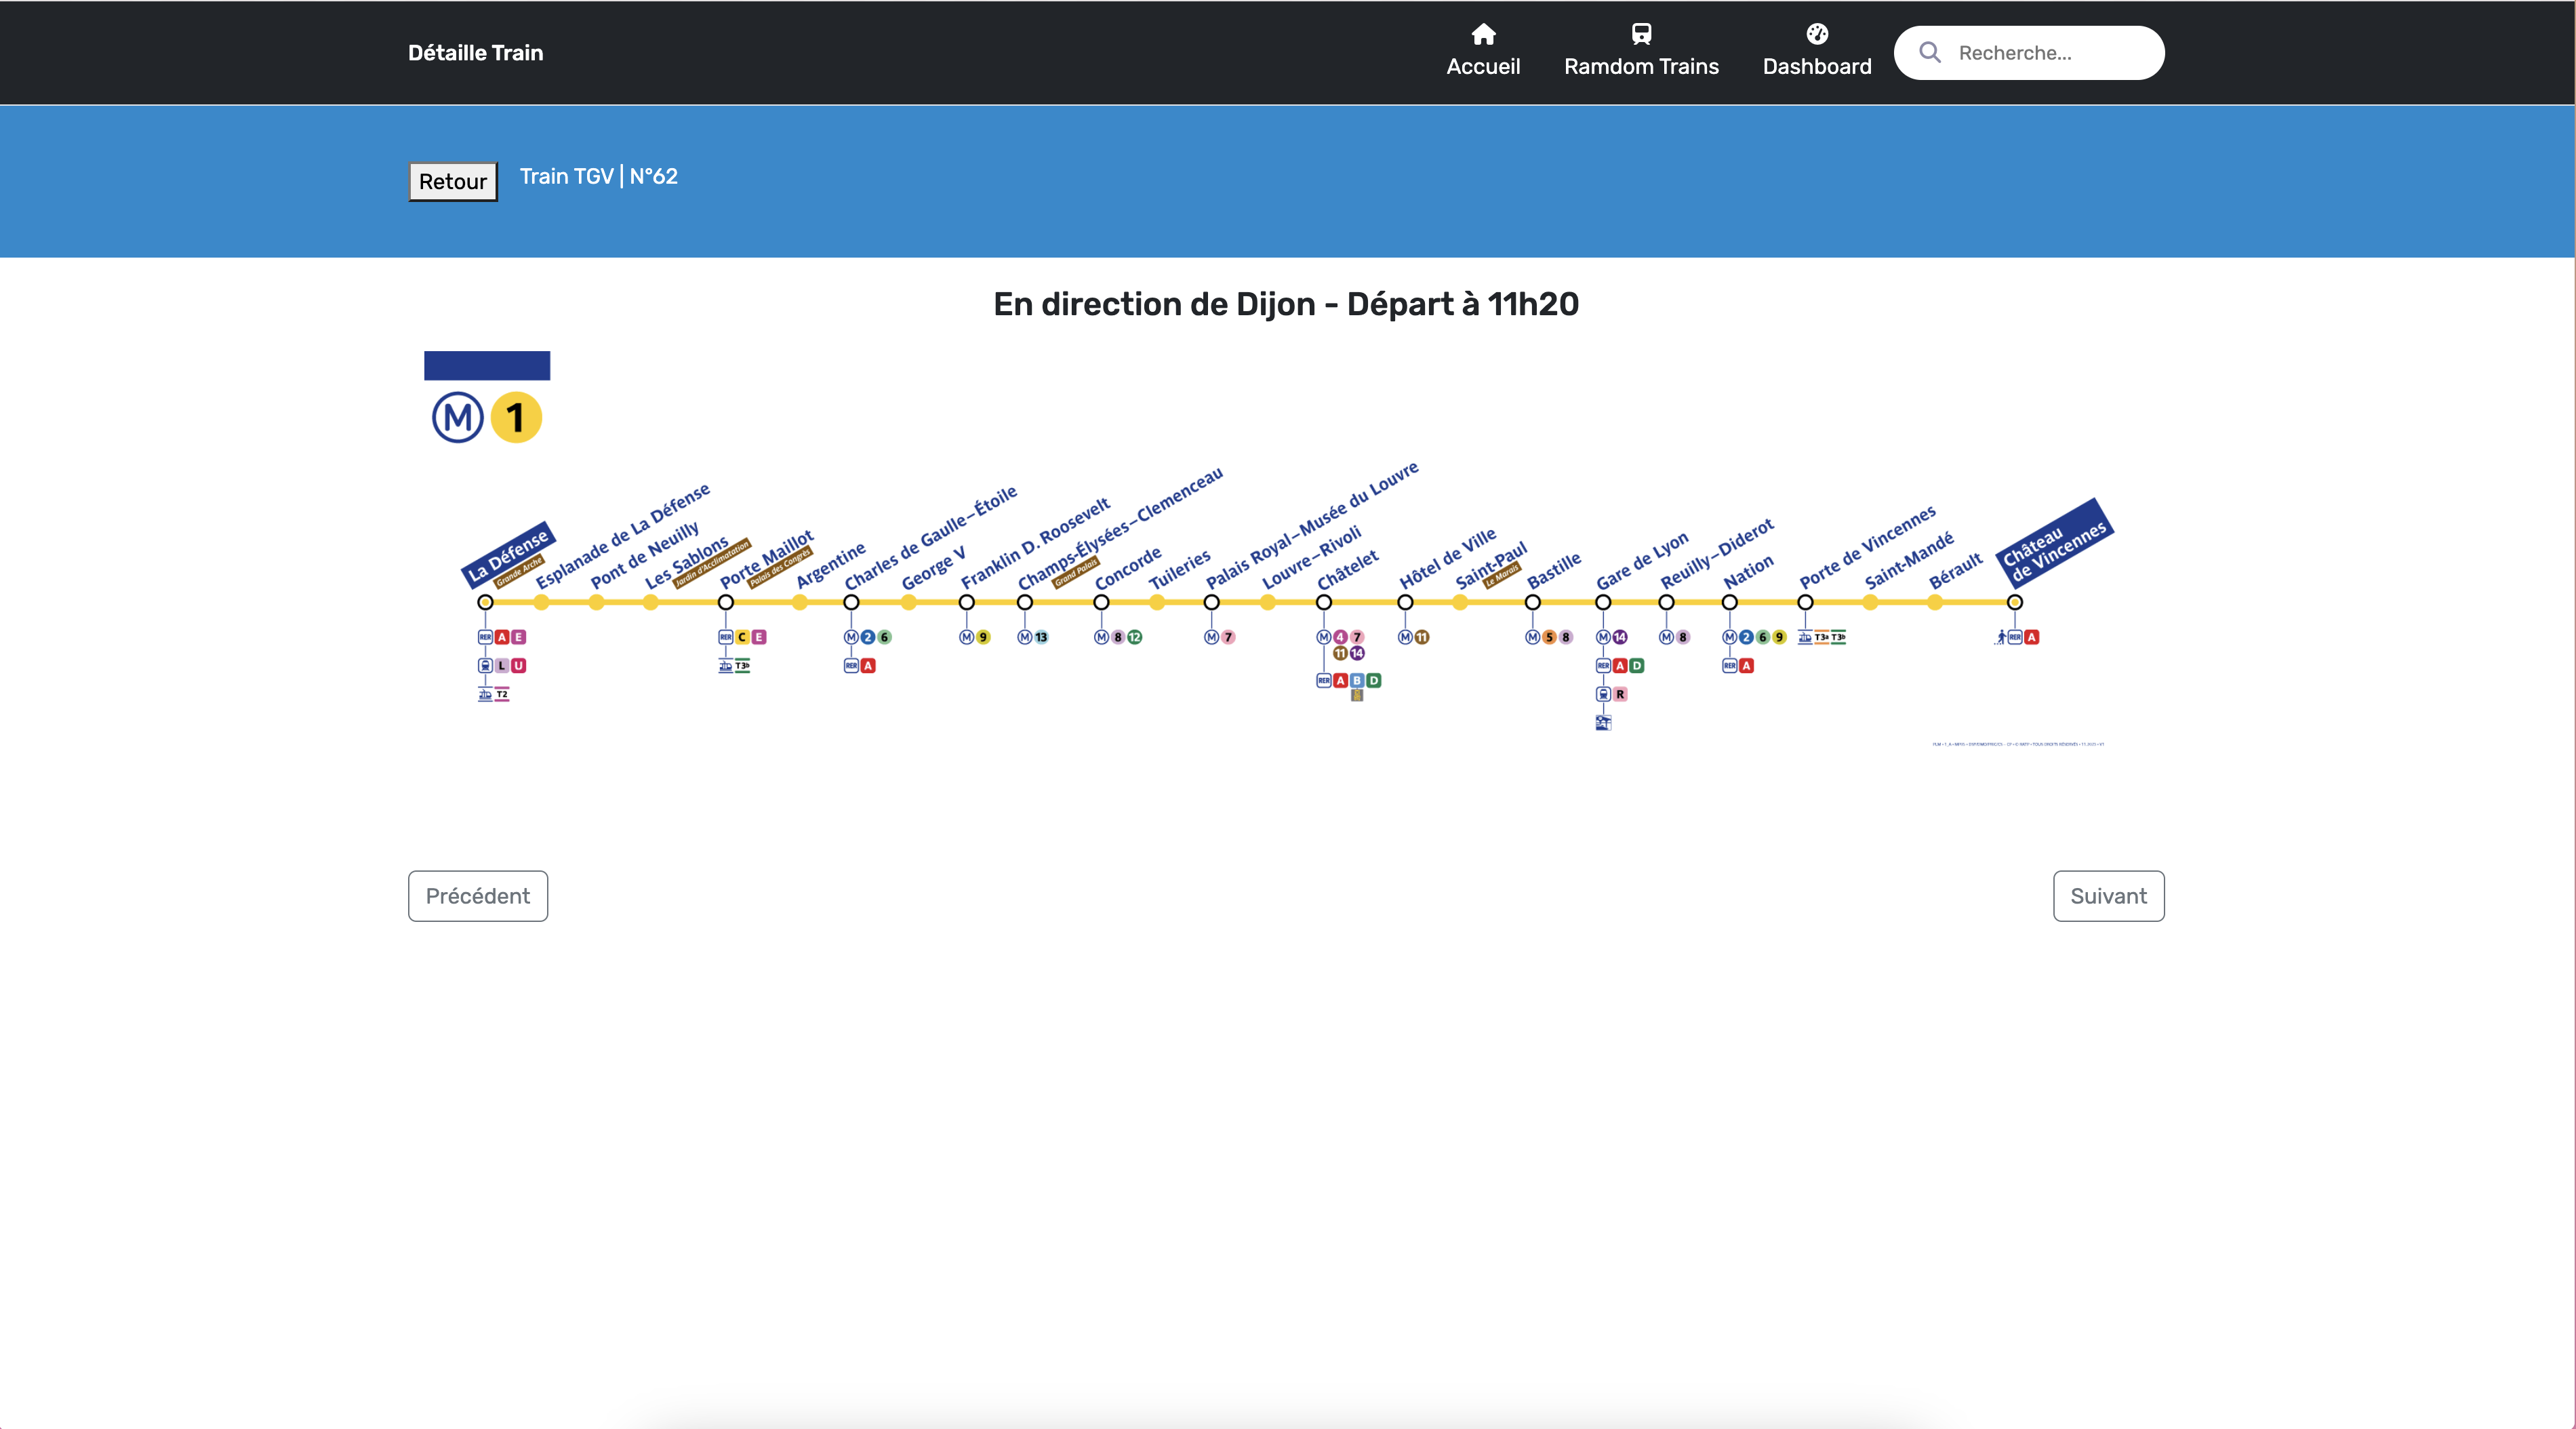 Détaille Train
Accueil
Ramdom Trains
Dashboard
Recherche...
Retour
Train TGV | N°62
En direction de Dijon - Départ à 11h20
M 1
La Défense
Grande Arche
Esplanade de La Défense
Pont de Neuilly
Les Sablons
Jardin d'Acclimatation
Porte Maillot
Palais des Congrès
Argentine
Charles de Gaulle–Étoile
George V
Franklin D. Roosevelt
Champs-Élysées–Clemenceau
Grand Palais
Concorde
Tuileries
Palais Royal–Musée du Louvre
Louvre–Rivoli
Châtelet
Hôtel de Ville
Saint-Paul
Le Marais
Bastille
Gare de Lyon
Reuilly–Diderot
Nation
Porte de Vincennes
Saint-Mandé
Bérault
Château
de Vincennes
RER A E
L U
T2
RER C E
T3b
M 2 6
RER A
M 9
M 13
M 8 12
M 7
M 4 7
11 14
RER A B D
M 11
M 5 8
M 14
RER A D
R
M 8
M 2 6 9
RER A
T3a T3b
RER A
Précédent
Suivant